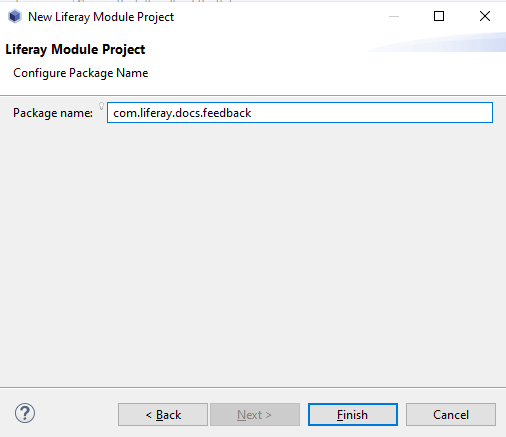 New Liferay Module Project
Liferay Module Project
Configure Package Name
Package name: com.liferay.docs.feedback
< Back Next > Finish Cancel